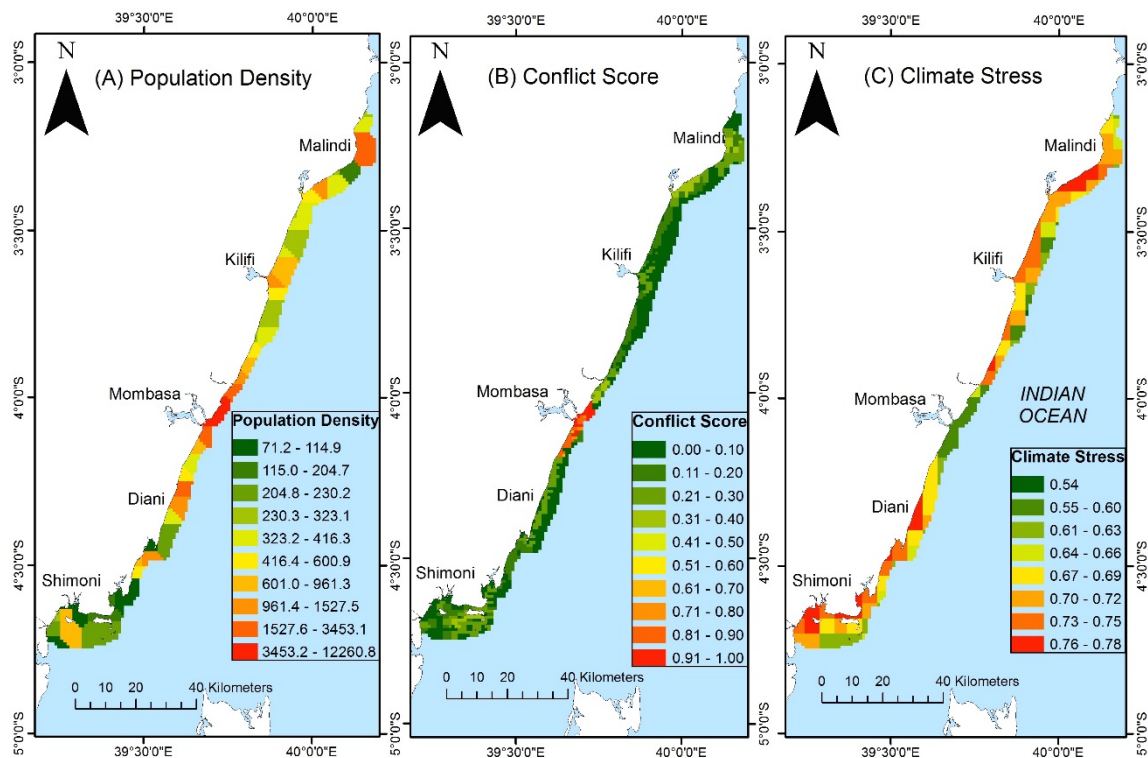 39°30'0"E 40°0'0"E
N
(A) Population Density
3°0'0"S
Malindi
3°30'0"S
Kilifi
4°0'0"S
Mombasa
Population Density
71.2 - 114.9
115.0 - 204.7
204.8 - 230.2
230.3 - 323.1
323.2 - 416.3
416.4 - 600.9
601.0 - 961.3
961.4 - 1527.5
1527.6 - 3453.1
3453.2 - 12260.8
Diani
4°30'0"S
Shimoni
0 10 20 40 Kilometers
5°0'0"S
39°30'0"E 40°0'0"E
39°30'0"E 40°0'0"E
N
(B) Conflict Score
Malindi
Kilifi
Mombasa
Conflict Score
0.00 - 0.10
0.11 - 0.20
0.21 - 0.30
0.31 - 0.40
0.41 - 0.50
0.51 - 0.60
0.61 - 0.70
0.71 - 0.80
0.81 - 0.90
0.91 - 1.00
Diani
Shimoni
0 10 20 40 Kilometers
39°30'0"E 40°0'0"E
39°30'0"E 40°0'0"E
N
(C) Climate Stress
3°0'0"S
Malindi
3°30'0"S
Kilifi
4°0'0"S
Mombasa
INDIAN
OCEAN
Climate Stress
0.54
0.55 - 0.60
0.61 - 0.63
0.64 - 0.66
0.67 - 0.69
0.70 - 0.72
0.73 - 0.75
0.76 - 0.78
Diani
4°30'0"S
Shimoni
0 10 20 40 Kilometers
5°0'0"S
39°30'0"E 40°0'0"E